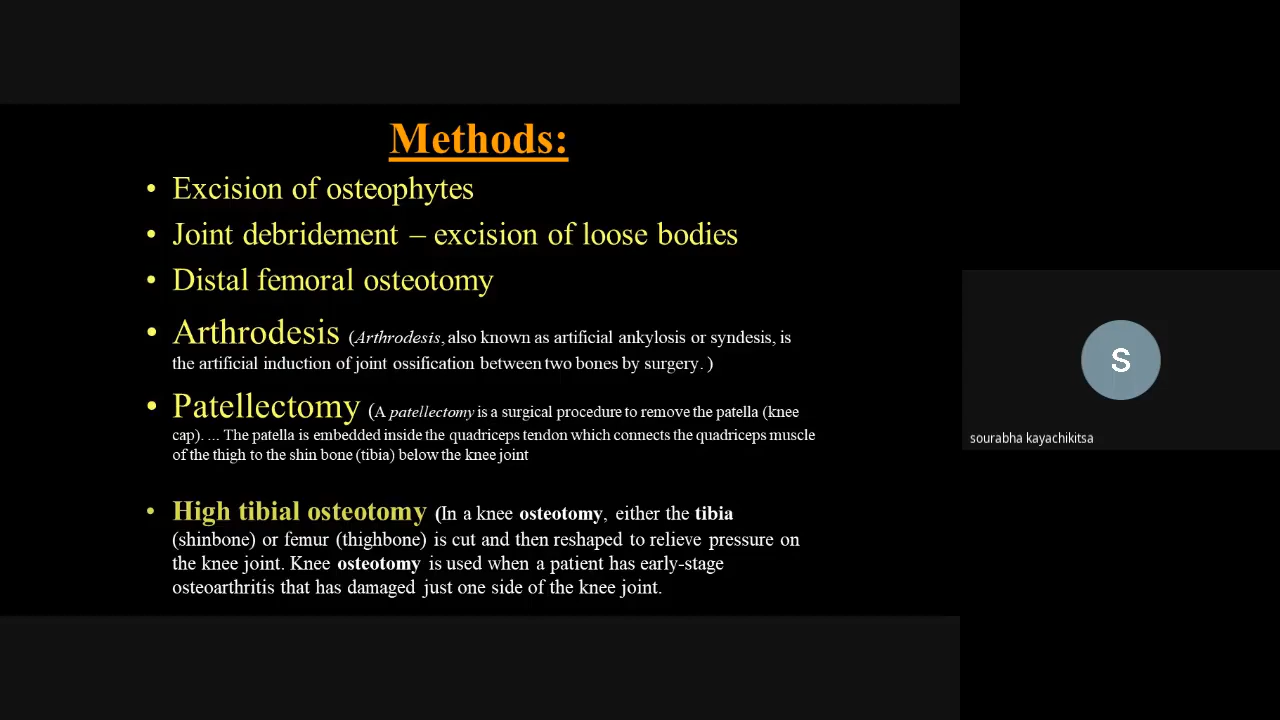 Methods:
• Excision of osteophytes
• Joint debridement – excision of loose bodies
• Distal femoral osteotomy
• Arthrodesis (Arthrodesis, also known as artificial ankylosis or syndesis, is
the artificial induction of joint ossification between two bones by surgery. )
• Patellectomy (A patellectomy is a surgical procedure to remove the patella (knee
cap). ... The patella is embedded inside the quadriceps tendon which connects the quadriceps muscle
of the thigh to the shin bone (tibia) below the knee joint
• High tibial osteotomy (In a knee osteotomy, either the tibia
(shinbone) or femur (thighbone) is cut and then reshaped to relieve pressure on
the knee joint. Knee osteotomy is used when a patient has early-stage
osteoarthritis that has damaged just one side of the knee joint.
S
sourabha kayachikitsa